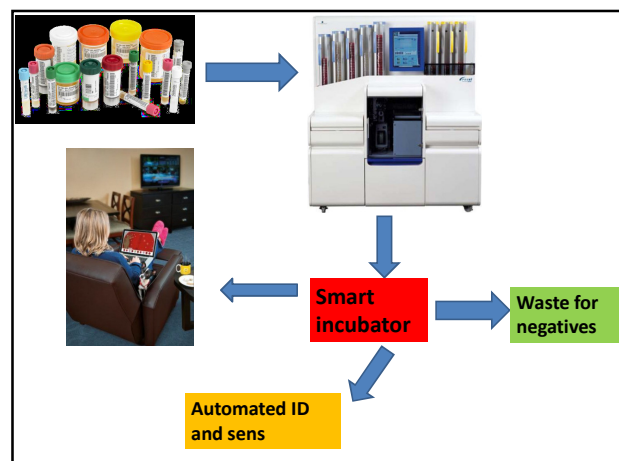 Smart
incubator
Waste for
negatives
Automated ID
and sens